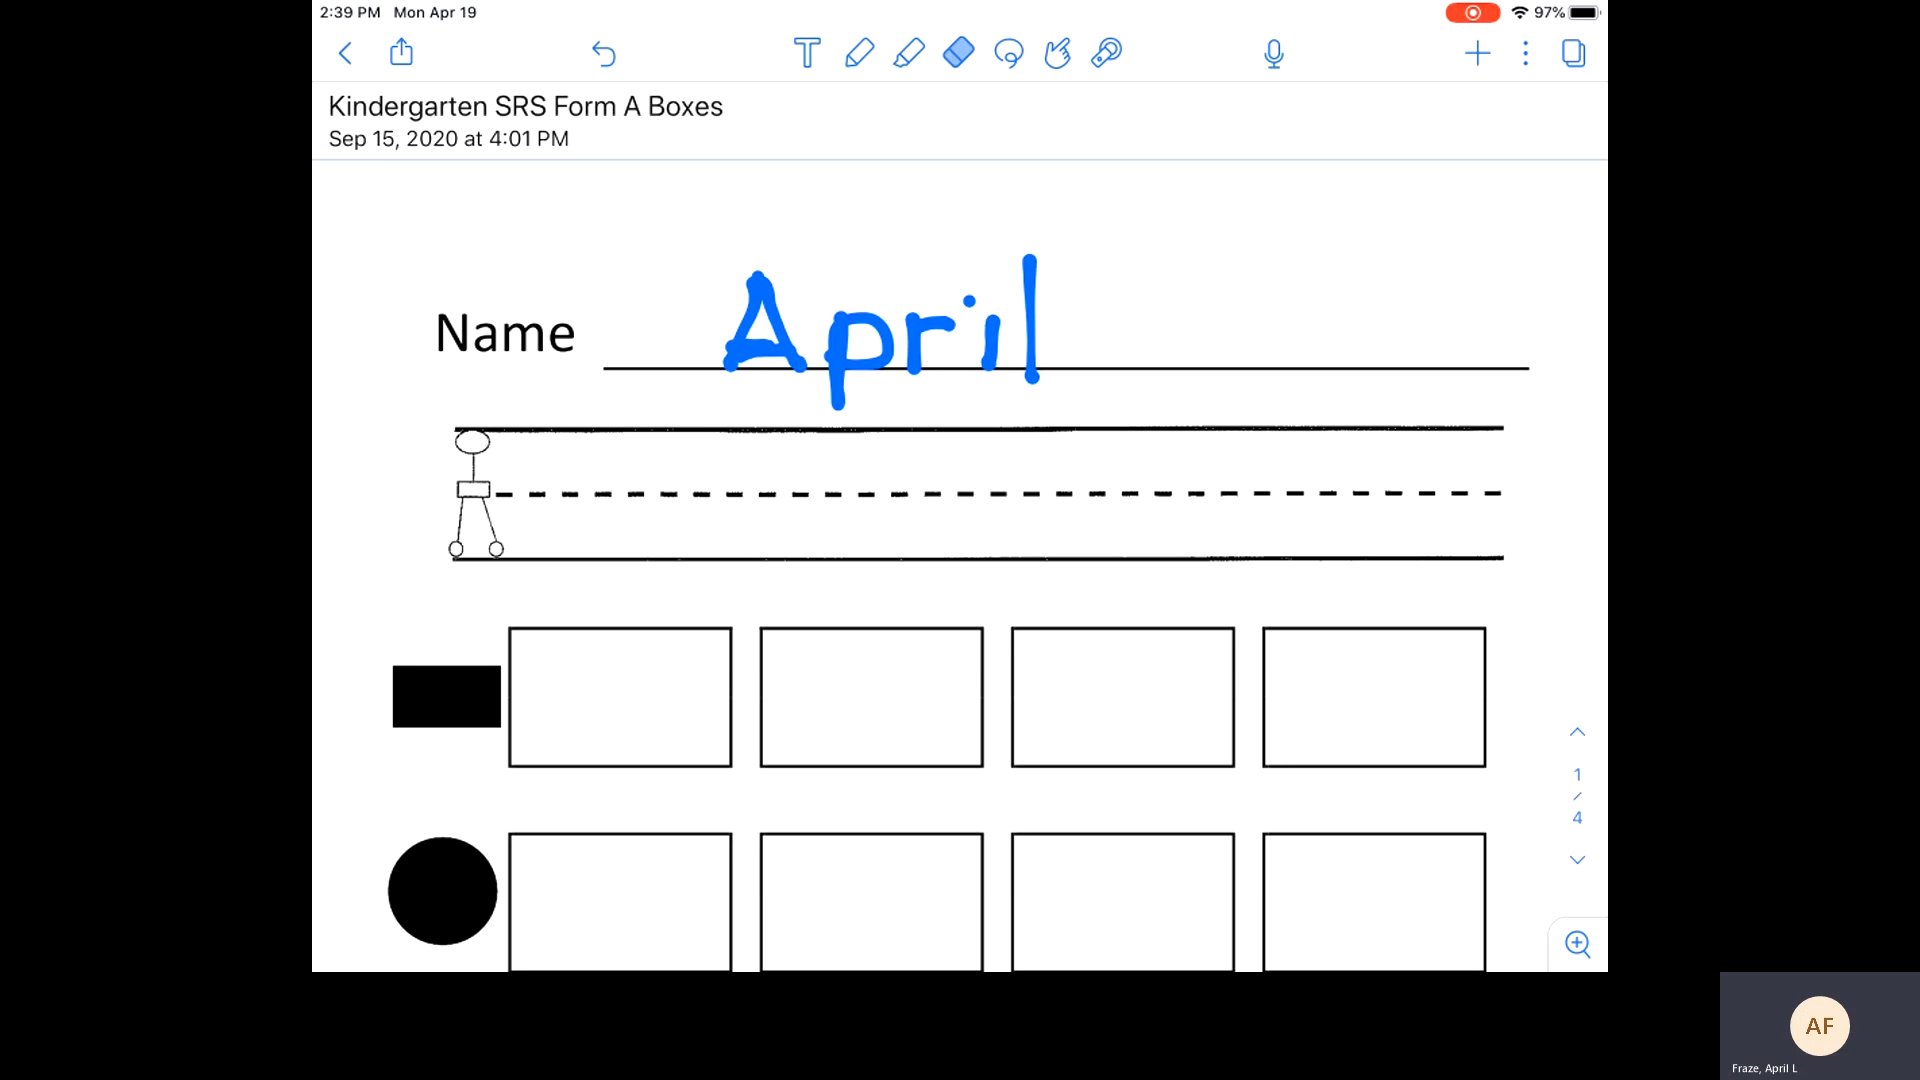 2:39 PM Mon Apr 19
97%
T
Kindergarten SRS Form A Boxes
Sep 15, 2020 at 4:01 PM
Name April
1
/
4
AF
Fraze, April L